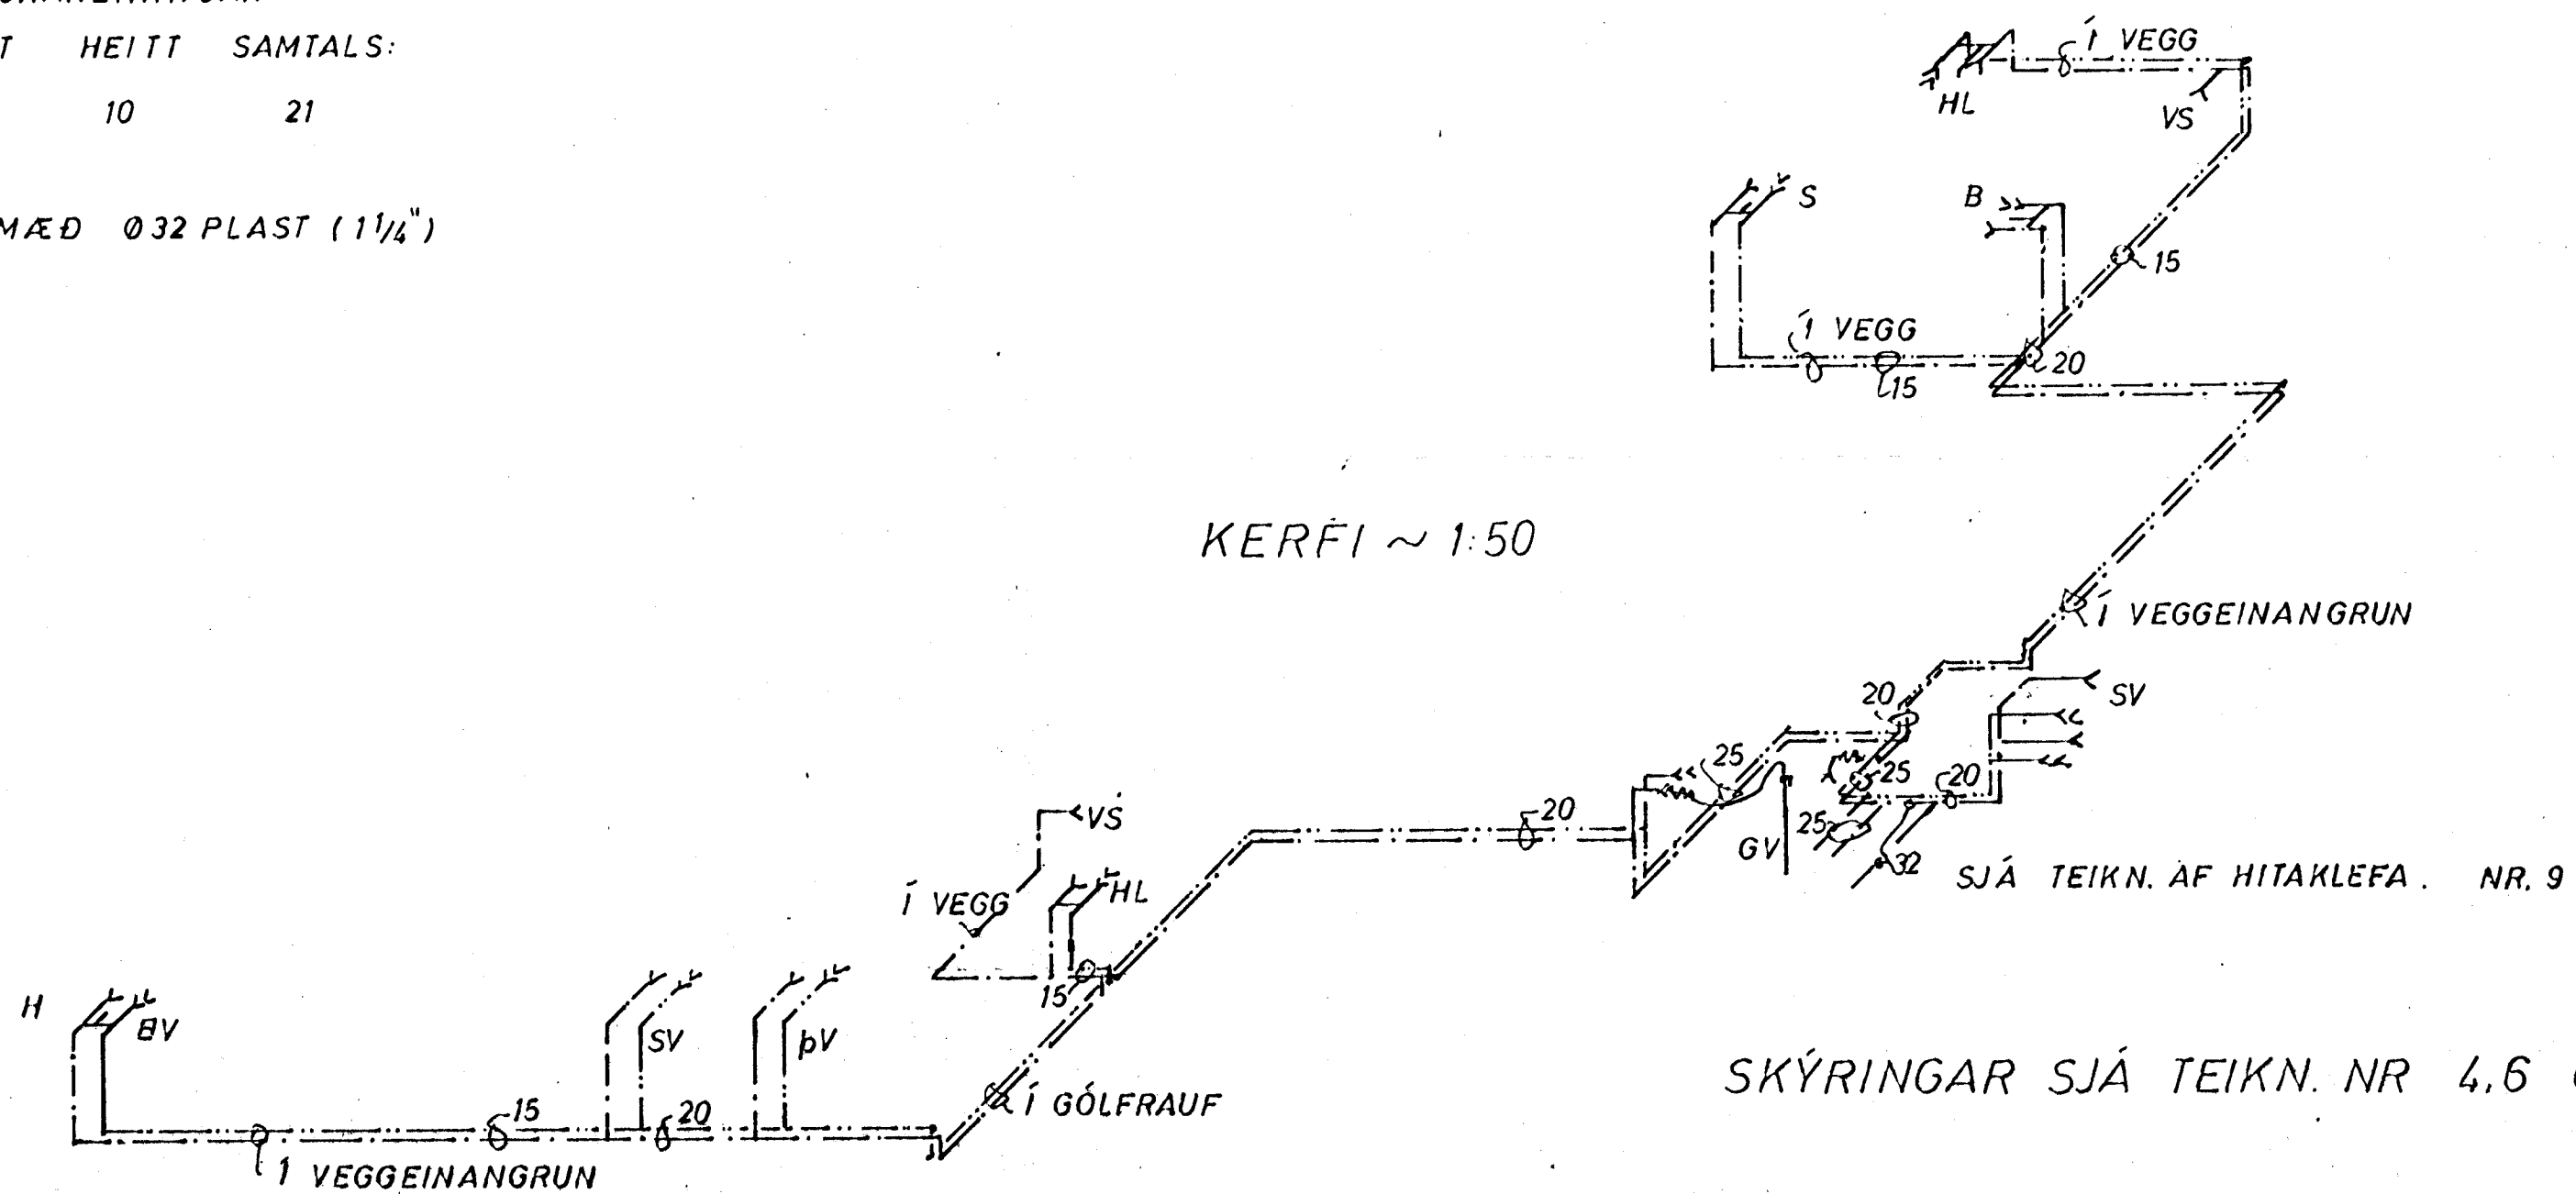 T HEITT SAMTALS:
10 21
MÆÐ Ø32 PLAST (1 1/4")
Í VEGG
HL
VS
S
B
15
Í VEGG
20
15
KERFI ~ 1:50
Í VEGGEINANGRUN
20
SV
25
25
20
20
25
GV
32
SJÁ TEIKN. AF HITAKLEFA. NR. 9
VS
Í VEGG
HL
15
H
BV
SV
ÞV
15
20
Í GÓLFRAUF
Í VEGGEINANGRUN
SKÝRINGAR SJÁ TEIKN. NR 4,6